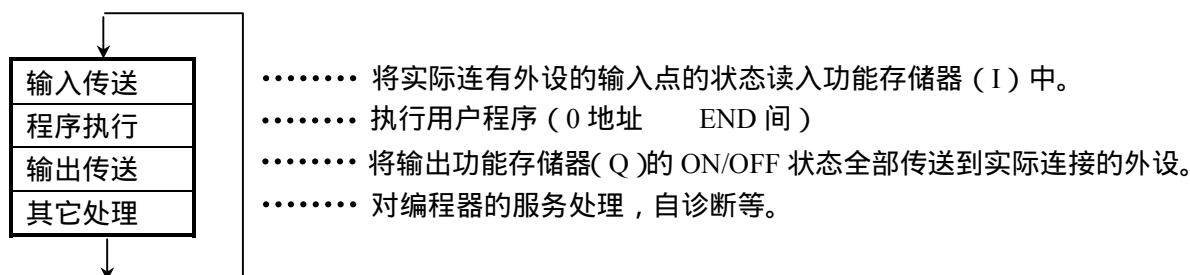 输入传送 ········ 将实际连有外设的输入点的状态读入功能存储器（I）中。
程序执行 ········ 执行用户程序（0 地址 END 间）
输出传送 ········ 将输出功能存储器（Q）的 ON/OFF 状态全部传送到实际连接的外设。
其它处理 ········ 对编程器的服务处理，自诊断等。